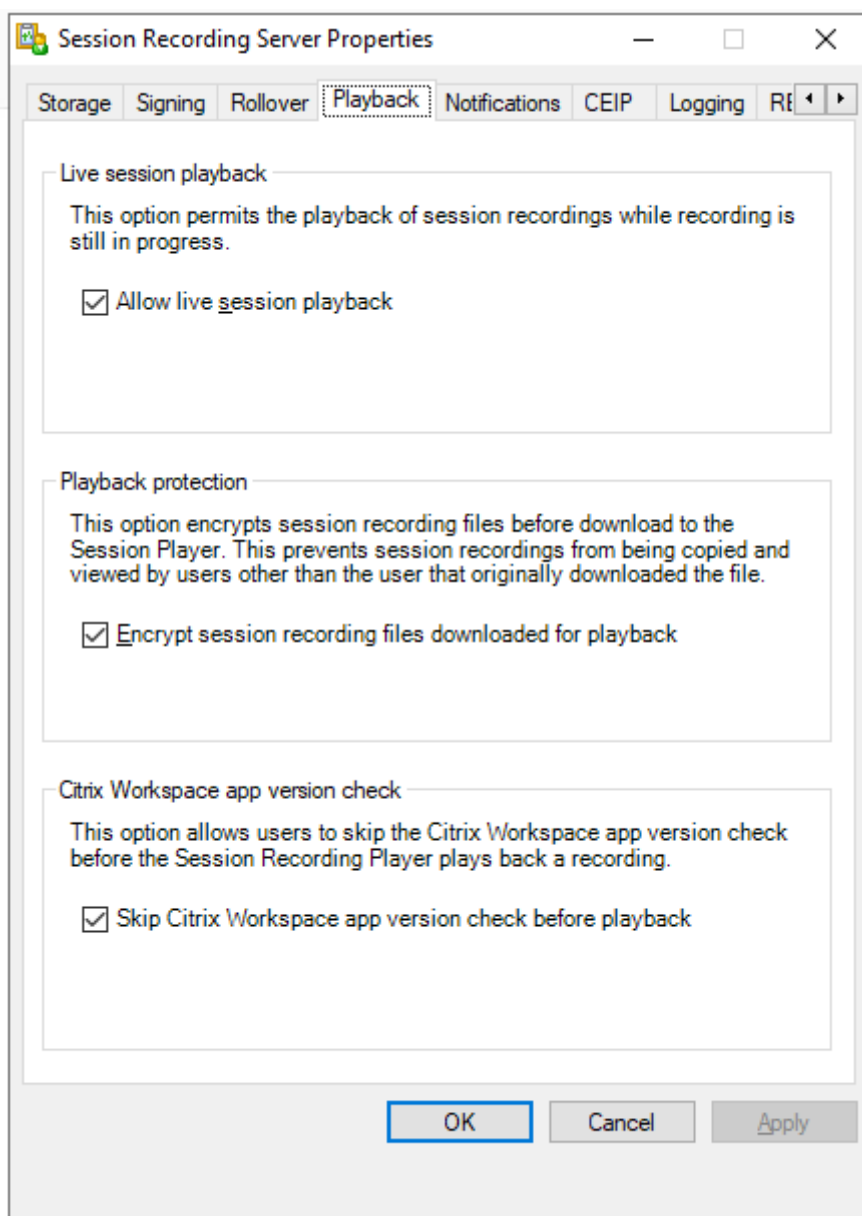 Session Recording Server Properties
Storage Signing Rollover Playback Notifications CEIP Logging
Live session playback
This option permits the playback of session recordings while recording is
still in progress.
Allow live session playback
Playback protection
This option encrypts session recording files before download to the
Session Player. This prevents session recordings from being copied and
viewed by users other than the user that originally downloaded the file.
Encrypt session recording files downloaded for playback
Citrix Workspace app version check
This option allows users to skip the Citrix Workspace app version check
before the Session Recording Player plays back a recording.
Skip Citrix Workspace app version check before playback
OK Cancel Apply